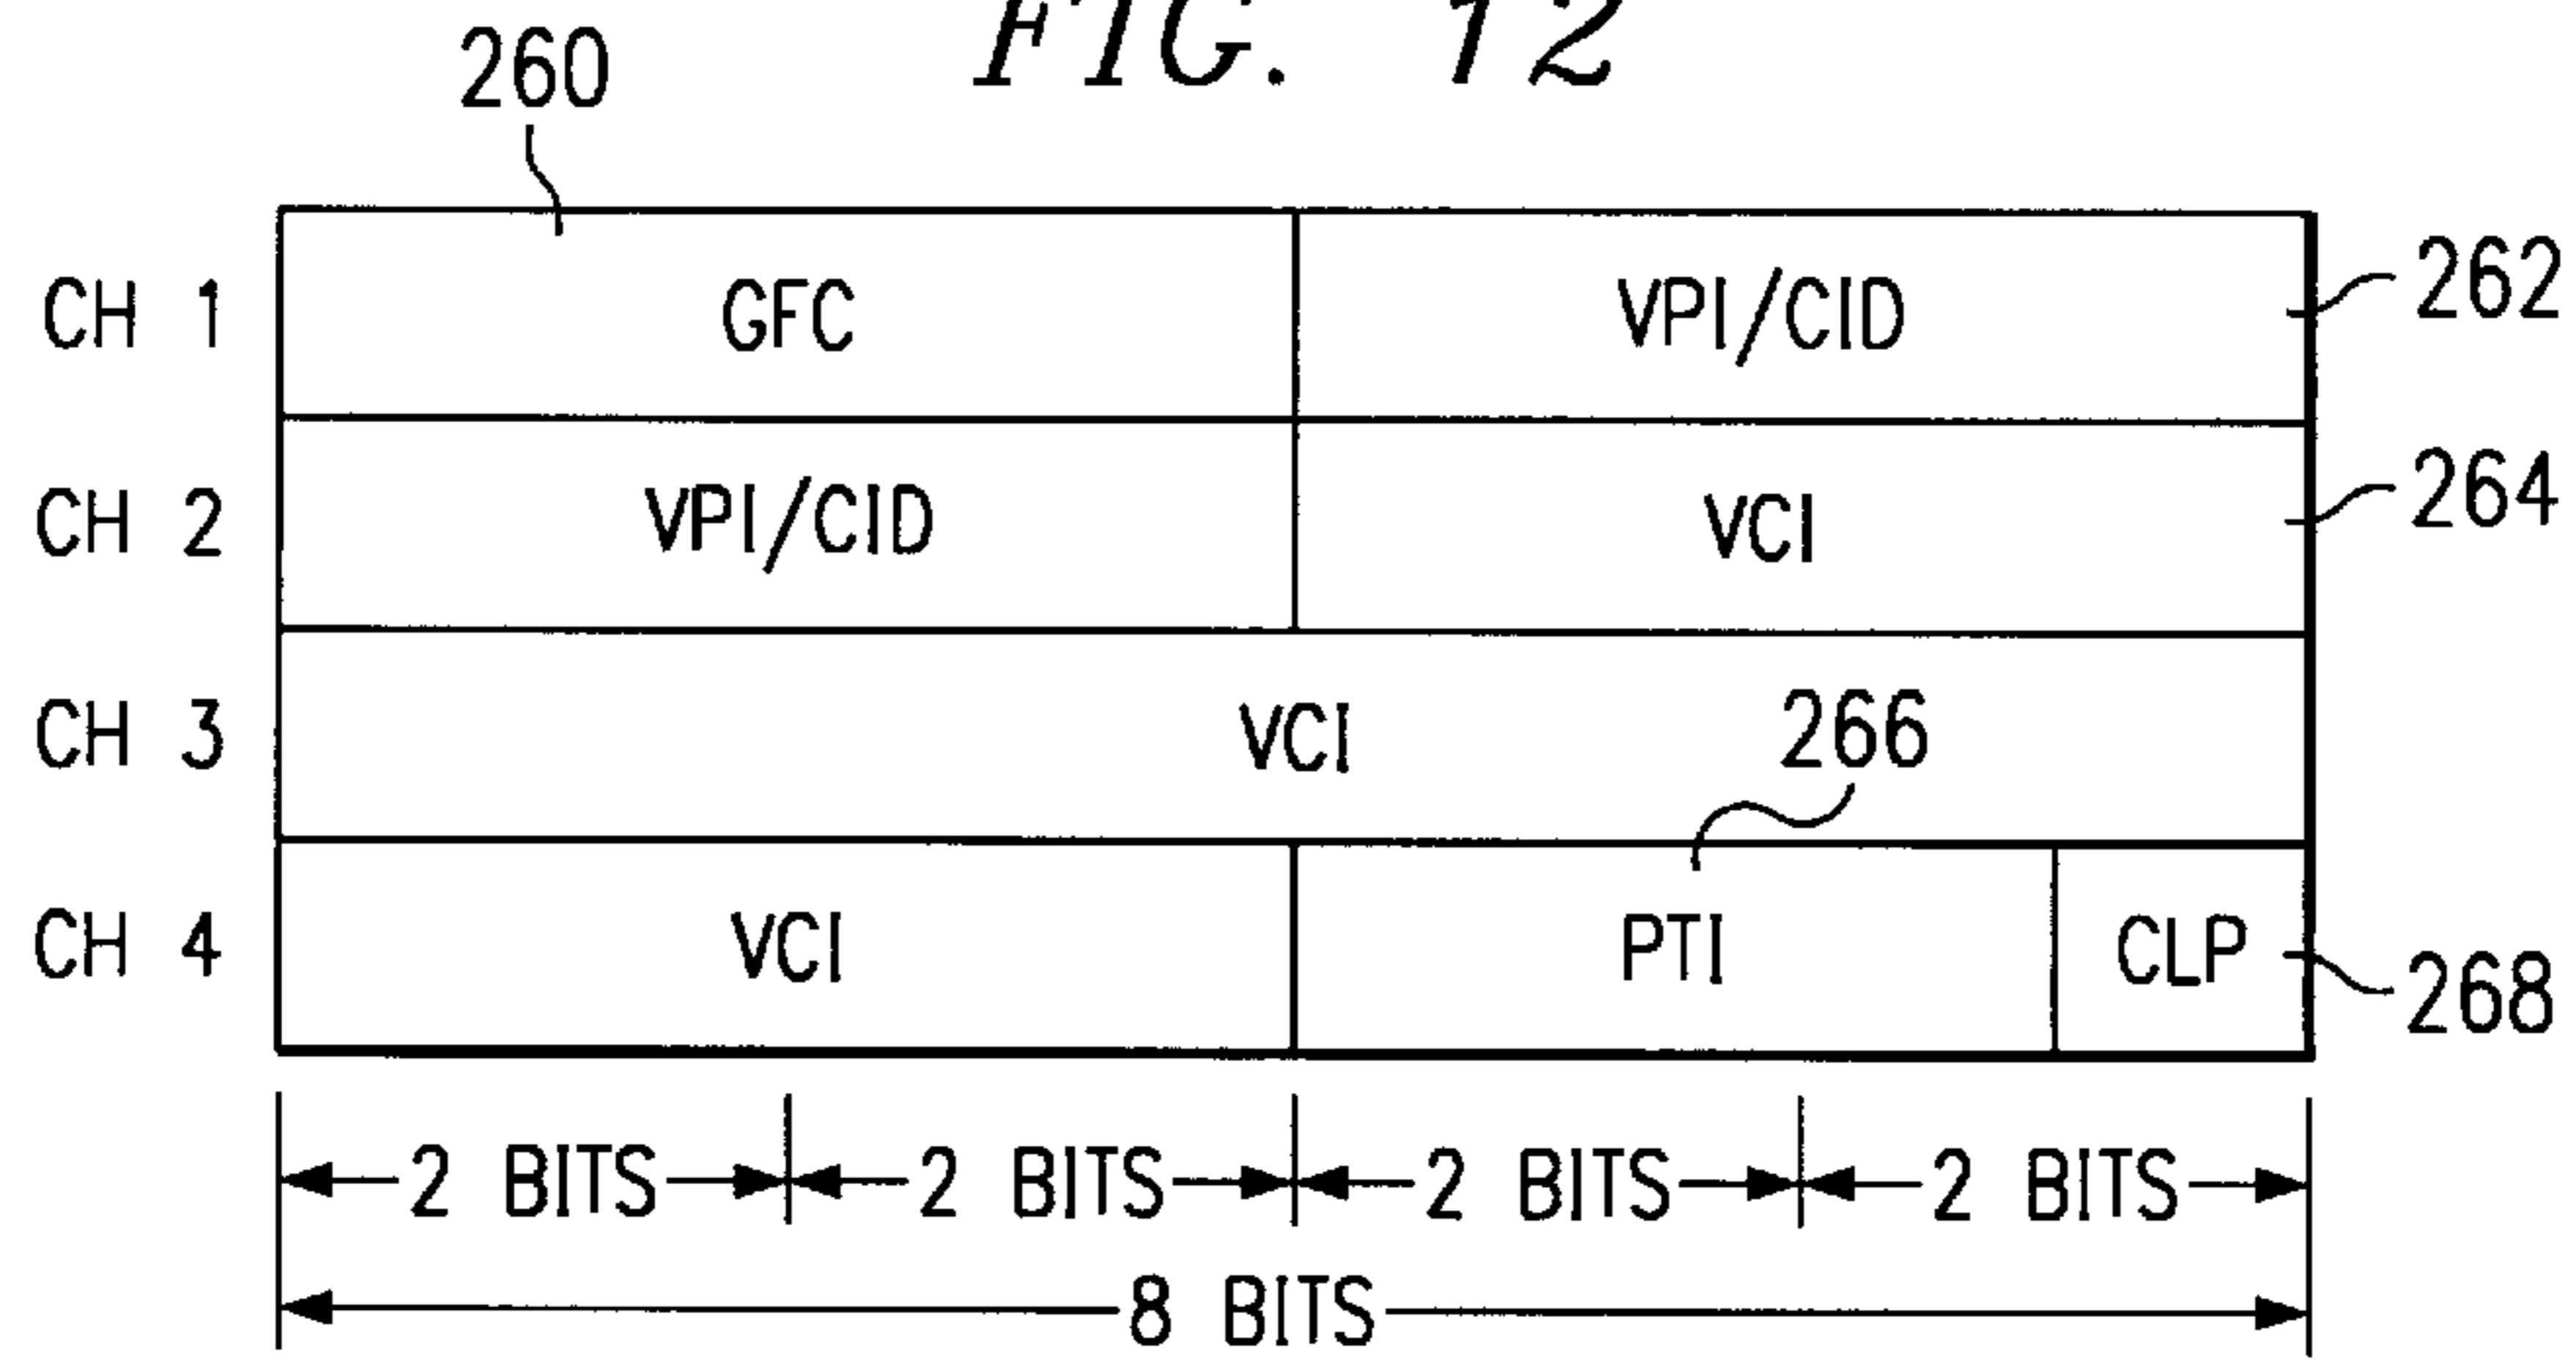 FIG. 12
260
CH 1 GFC VPI/CID 262
CH 2 VPI/CID VCI 264
CH 3 VCI 266
CH 4 VCI PTI CLP 268
2 BITS 2 BITS 2 BITS 2 BITS
8 BITS